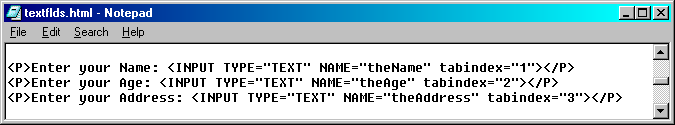 textflds.html - Notepad
File Edit Search Help
<P>Enter your Name: <INPUT TYPE="TEXT" NAME="theName" tabindex="1"></P>
<P>Enter your Age: <INPUT TYPE="TEXT" NAME="theAge" tabindex="2"></P>
<P>Enter your Address: <INPUT TYPE="TEXT" NAME="theAddress" tabindex="3"></P>